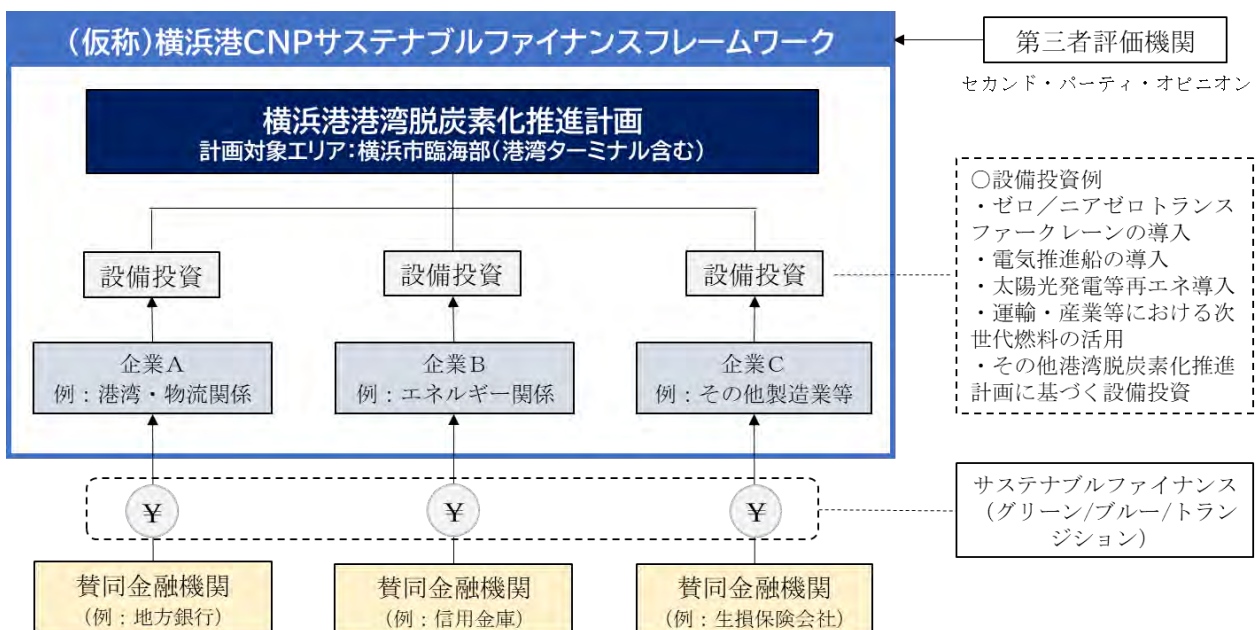 (仮称)横浜港CNPサステナブルファイナンスフレームワーク
第三者評価機関
セカンド・パーティ・オピニオン
横浜港港湾脱炭素化推進計画
計画対象エリア:横浜市臨海部(港湾ターミナル含む)
設備投資
設備投資
設備投資
○設備投資例
・ゼロ/ニアゼロトランス
ファークレーンの導入
・電気推進船の導入
・太陽光発電等再エネ導入
・運輸・産業等における次
世代燃料の活用
・その他港湾脱炭素化推進
計画に基づく設備投資
企業A
例:港湾・物流関係
企業B
例:エネルギー関係
企業C
例:その他製造業等
¥
¥
¥
サステナブルファイナンス
(グリーン/ブルー/トラン
ジション)
賛同金融機関
(例:地方銀行)
賛同金融機関
(例:信用金庫)
賛同金融機関
(例:生損保険会社)